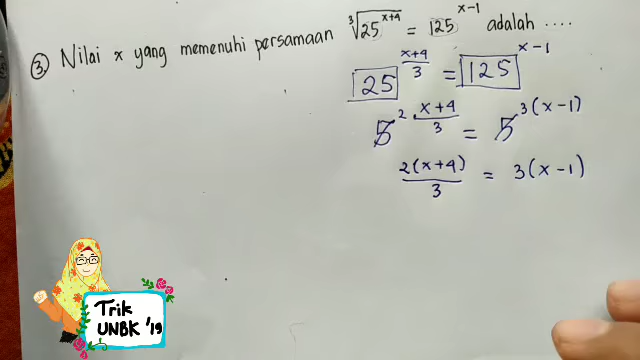 ③ Nilai x yang memenuhi persamaan ∛(25^(x+4)) = 125^(x-1) adalah ....
25^((x+4)/3) = 125^(x-1)
5^(2·(x+4)/3) = 5^(3(x-1))
2(x+4)/3 = 3(x-1)
Trik
UNBK '19